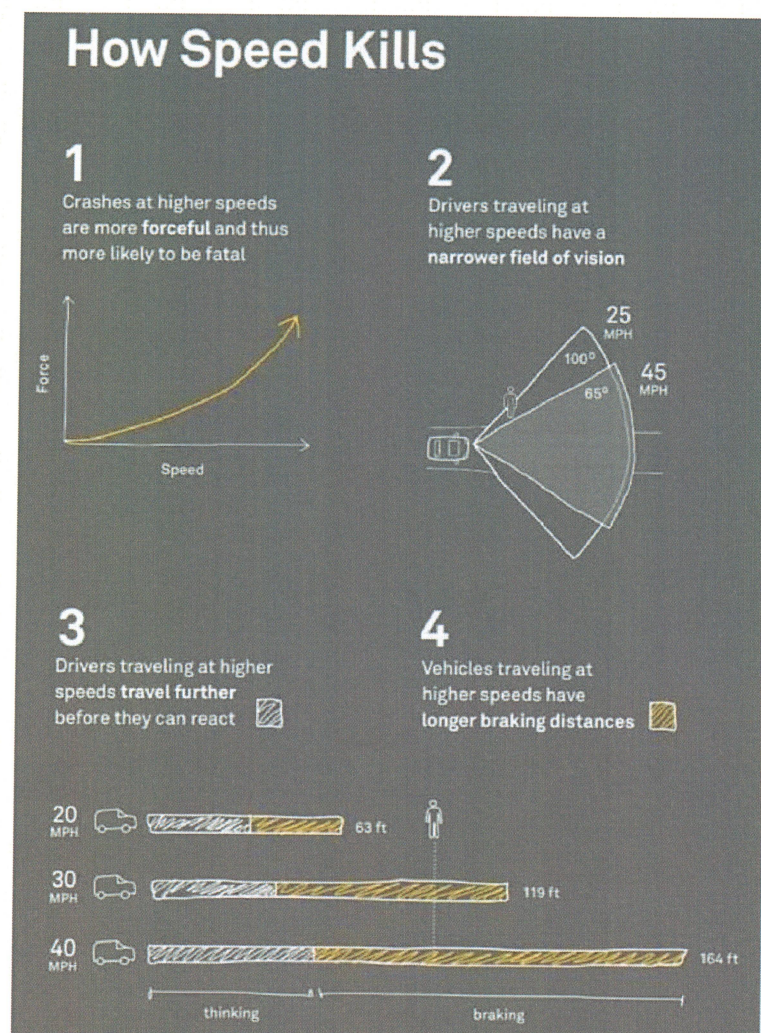 How Speed Kills
1
Crashes at higher speeds
are more forceful and thus
more likely to be fatal
Force
Speed
2
Drivers traveling at
higher speeds have a
narrower field of vision
25
MPH
100°
45
MPH
65°
3
Drivers traveling at higher
speeds travel further
before they can react
4
Vehicles traveling at
higher speeds have
longer braking distances
20
MPH
63 ft
30
MPH
119 ft
40
MPH
164 ft
thinking
braking